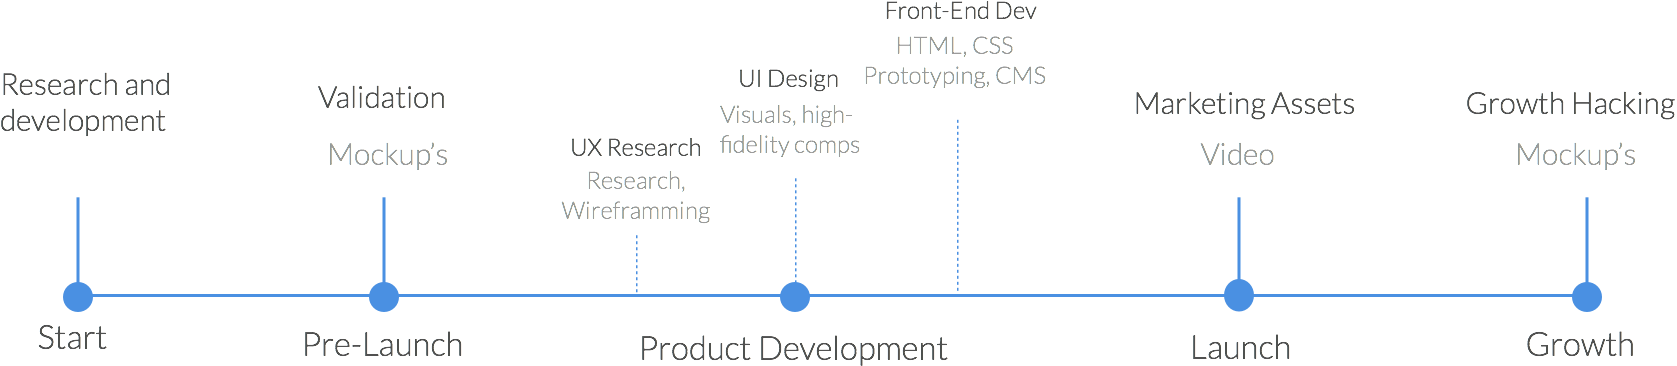 Research and
development
Validation
Mockup's
UX Research
Research,
Wireframming
UI Design
Visuals, high-
fidelity comps
Front-End Dev
HTML, CSS
Prototyping, CMS
Marketing Assets
Video
Growth Hacking
Mockup's
Start
Pre-Launch
Product Development
Launch
Growth